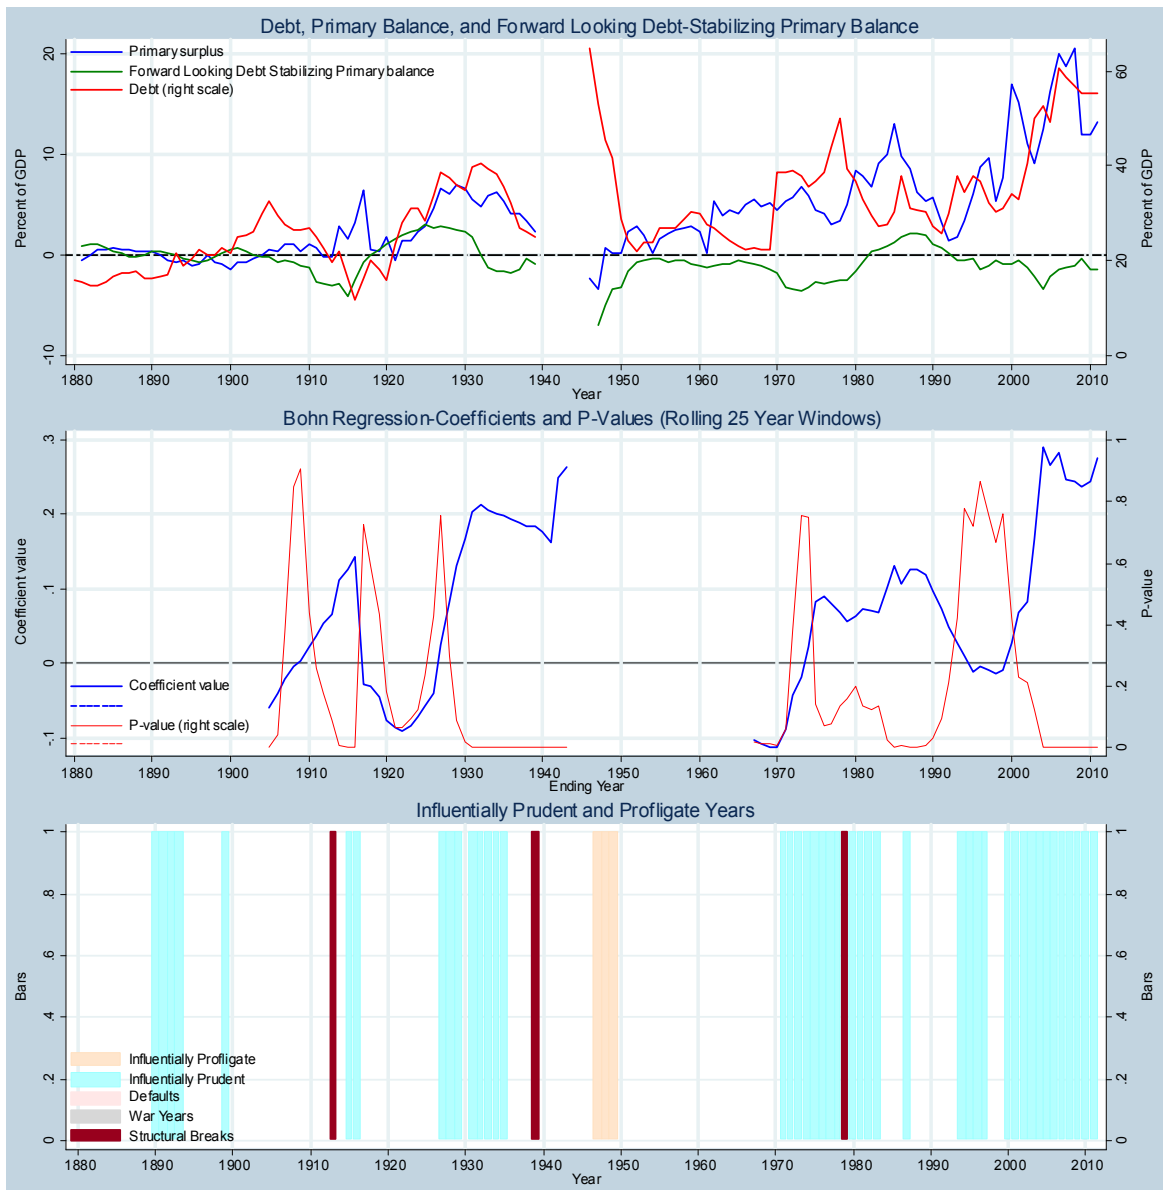 Debt, Primary Balance, and Forward Looking Debt-Stabilizing Primary Balance
Primary surplus
Forward Looking Debt Stabilizing Primary balance
Debt (right scale)
Percent of GDP
20
10
0
-10
Percent of GDP
60
40
20
0
1880 1890 1900 1910 1920 1930 1940 1950 1960 1970 1980 1990 2000 2010
Year
Bohn Regression-Coefficients and P-Values (Rolling 25 Year Windows)
Coefficient value
.3
.2
.1
0
-.1
P-value
1
.8
.6
.4
.2
0
Coefficient value
P-value (right scale)
1880 1890 1900 1910 1920 1930 1940 1950 1960 1970 1980 1990 2000 2010
Ending Year
Influentially Prudent and Profligate Years
Bars
1
.8
.6
.4
.2
0
Bars
1
.8
.6
.4
.2
0
Influentially Profligate
Influentially Prudent
Defaults
War Years
Structural Breaks
1880 1890 1900 1910 1920 1930 1940 1950 1960 1970 1980 1990 2000 2010
Year